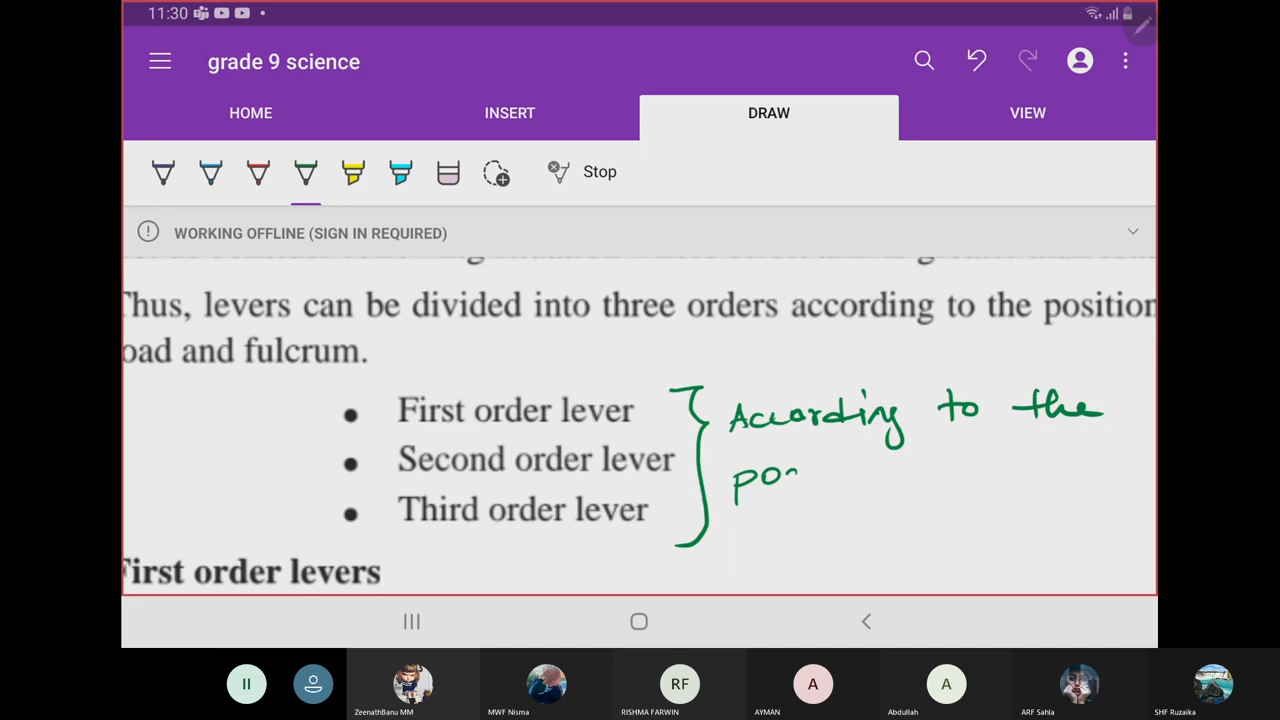 11:30
grade 9 science
HOME INSERT DRAW VIEW
Stop
WORKING OFFLINE (SIGN IN REQUIRED)
Thus, levers can be divided into three orders according to the position
oad and fulcrum.
• First order lever
• Second order lever
• Third order lever
According to the
po
First order levers
II
RF
A
A
ZeenathBanu MM
MWF Nisma
RISHMA FARWIN
AYMAN
Abdullah
ARF Sahla
SHF Ruzaika